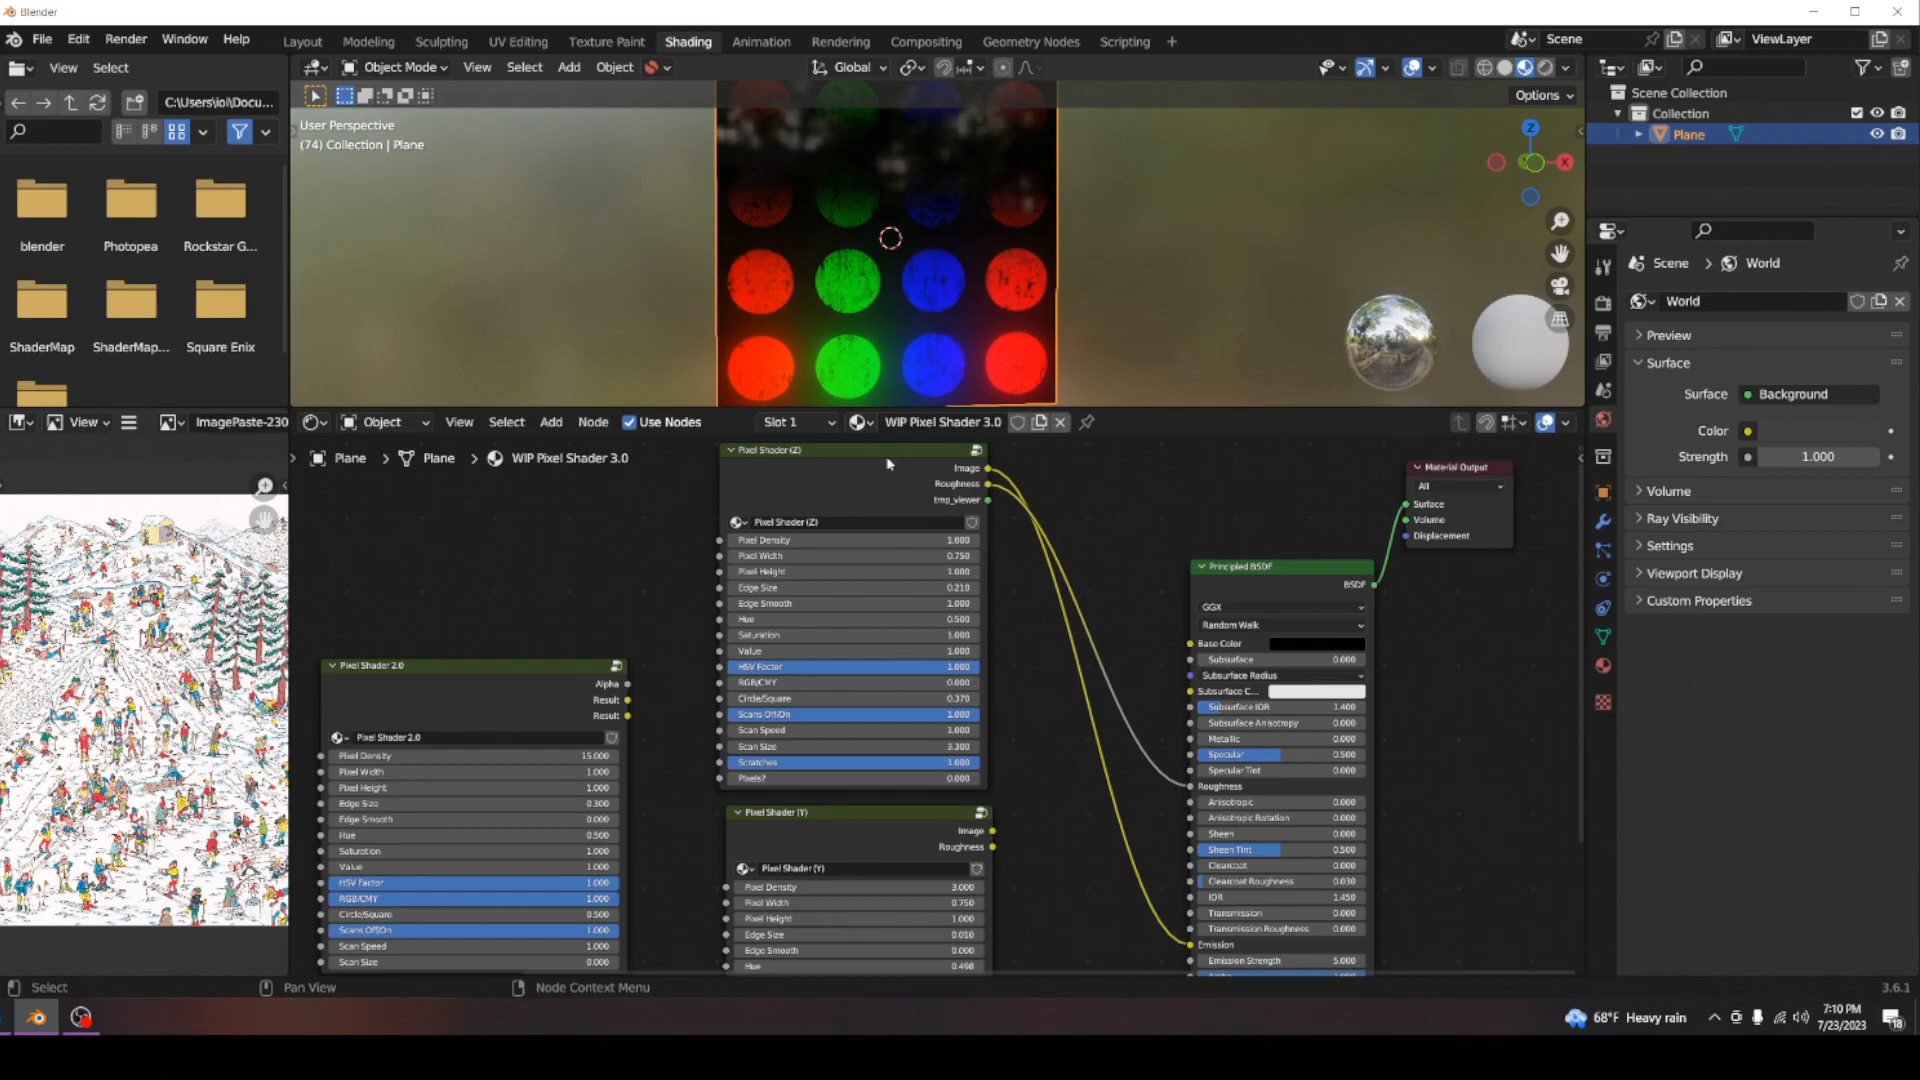 Blender
File Edit Render Window Help
Layout Modeling Sculpting UV Editing Texture Paint Shading Animation Rendering Compositing Geometry Nodes Scripting +
Scene
ViewLayer
View Select
C:\Users\ioi\Docu...
blender
Photopea
Rockstar G...
ShaderMap
ShaderMap...
Square Enix
Object Mode View Select Add Object
Global
Options
User Perspective
(74) Collection | Plane
Z
X
Scene Collection
Collection
Plane
Scene > World
World
Preview
Surface
Surface Background
Color
Strength 1.000
Volume
Ray Visibility
Settings
Viewport Display
Custom Properties
View
ImagePaste-230
Object View Select Add Node Use Nodes
Slot 1
WIP Pixel Shader 3.0
Plane > Plane > WIP Pixel Shader 3.0
Pixel Shader (Z)
Image
Roughness
tmp_viewer
Pixel Shader (Z)
Pixel Density 1.000
Pixel Width 0.750
Pixel Height 1.000
Edge Size 0.210
Edge Smooth 1.000
Hue 0.500
Saturation 1.000
Value 1.000
HSV Factor 1.000
RGB/CMY 0.000
Circle/Square 0.370
Scans Off/On 1.000
Scan Speed 1.000
Scan Size 3.300
Scratches 1.000
Pixels? 0.000
Pixel Shader 2.0
Alpha
Result
Result
Pixel Shader 2.0
Pixel Density 15.000
Pixel Width 1.000
Pixel Height 1.000
Edge Size 0.300
Edge Smooth 0.000
Hue 0.500
Saturation 1.000
Value 1.000
HSV Factor 1.000
RGB/CMY 1.000
Circle/Square 0.500
Scans Off/On 1.000
Scan Speed 1.000
Scan Size 0.000
Pixel Shader (Y)
Image
Roughness
Pixel Shader (Y)
Pixel Density 3.000
Pixel Width 0.750
Pixel Height 1.000
Edge Size 0.010
Edge Smooth 0.000
Hue 0.498
Principled BSDF
BSDF
GGX
Random Walk
Base Color
Subsurface 0.000
Subsurface Radius
Subsurface C...
Subsurface IOR 1.400
Subsurface Anisotropy 0.000
Metallic 0.000
Specular 0.500
Specular Tint 0.000
Roughness
Anisotropic 0.000
Anisotropic Rotation 0.000
Sheen 0.000
Sheen Tint 0.500
Clearcoat 0.000
Clearcoat Roughness 0.030
IOR 1.450
Transmission 0.000
Transmission Roughness 0.000
Emission
Emission Strength 5.000
Material Output
All
Surface
Volume
Displacement
Select
Pan View
Node Context Menu
3.6.1
68°F Heavy rain
7:10 PM
7/23/2023
18